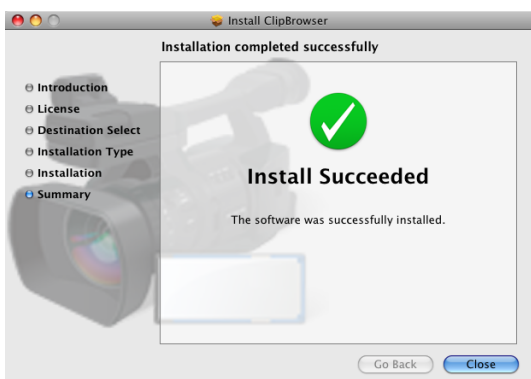 Install ClipBrowser
Installation completed successfully
Introduction
License
Destination Select
Installation Type
Installation
Summary
Install Succeeded
The software was successfully installed.
Go Back
Close